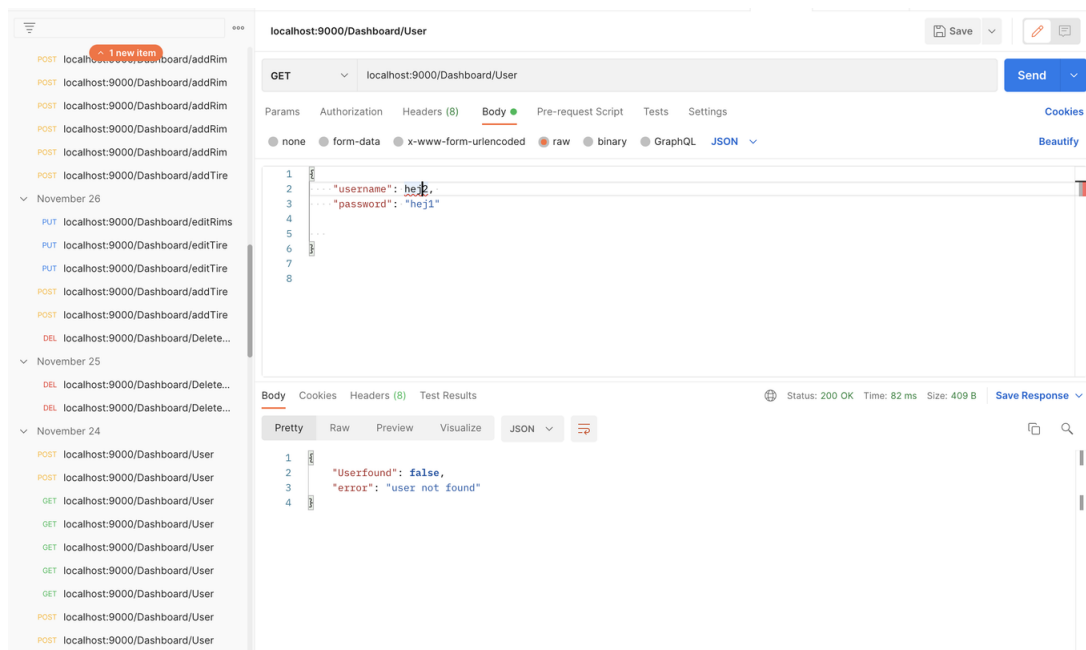 1 new item
POST localhost:9000/Dashboard/addRim
POST localhost:9000/Dashboard/addRim
POST localhost:9000/Dashboard/addRim
POST localhost:9000/Dashboard/addRim
POST localhost:9000/Dashboard/addRim
POST localhost:9000/Dashboard/addTire
November 26
PUT localhost:9000/Dashboard/editRims
PUT localhost:9000/Dashboard/editTire
PUT localhost:9000/Dashboard/editTire
POST localhost:9000/Dashboard/addTire
POST localhost:9000/Dashboard/addTire
DEL localhost:9000/Dashboard/Delete...
November 25
DEL localhost:9000/Dashboard/Delete...
DEL localhost:9000/Dashboard/Delete...
November 24
POST localhost:9000/Dashboard/User
POST localhost:9000/Dashboard/User
GET localhost:9000/Dashboard/User
GET localhost:9000/Dashboard/User
GET localhost:9000/Dashboard/User
GET localhost:9000/Dashboard/User
GET localhost:9000/Dashboard/User
POST localhost:9000/Dashboard/User
POST localhost:9000/Dashboard/User
localhost:9000/Dashboard/User Save
GET localhost:9000/Dashboard/User Send
Params Authorization Headers (8) Body Pre-request Script Tests Settings Cookies
none form-data x-www-form-urlencoded raw binary GraphQL JSON Beautify
1 {
2 "username": hej2,
3 "password": "hej1"
4
5
6 }
7
8
Body Cookies Headers (8) Test Results Status: 200 OK Time: 82 ms Size: 409 B Save Response
Pretty Raw Preview Visualize JSON
1 {
2 "Userfound": false,
3 "error": "user not found"
4 }